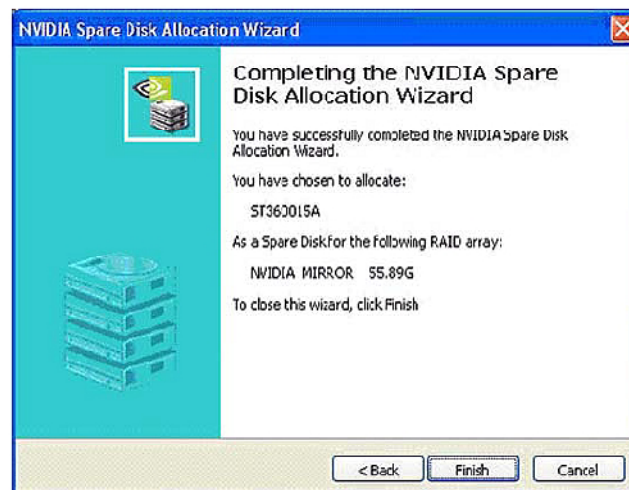 NVIDIA Spare Disk Allocation Wizard
Completing the NVIDIA Spare
Disk Allocation Wizard
You have successfully completed the NVIDIA Spare Disk
Allocation Wizard.
You have chosen to allocate:
ST360015A
As a Spare Disk for the following RAID array:
NVIDIA MIRROR 55.89G
To close this wizard, click Finish
< Back
Finish
Cancel